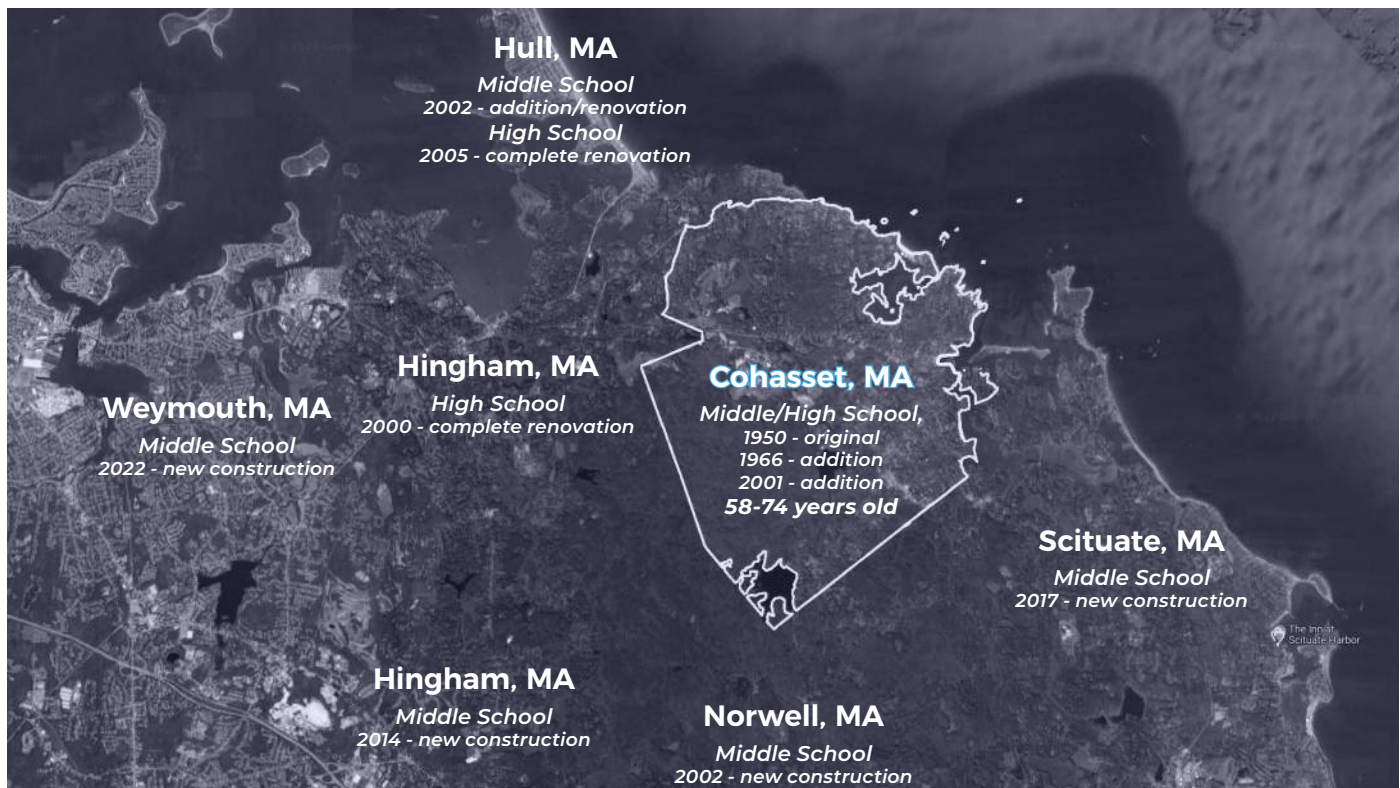 Hull, MA
Middle School
2002 - addition/renovation
High School
2005 - complete renovation
Hingham, MA
High School
2000 - complete renovation
Cohasset, MA
Middle/High School,
1950 - original
1966 - addition
2001 - addition
58-74 years old
Weymouth, MA
Middle School
2022 - new construction
Scituate, MA
Middle School
2017 - new construction
The Inn at
Scituate Harbor
Hingham, MA
Middle School
2014 - new construction
Norwell, MA
Middle School
2002 - new construction